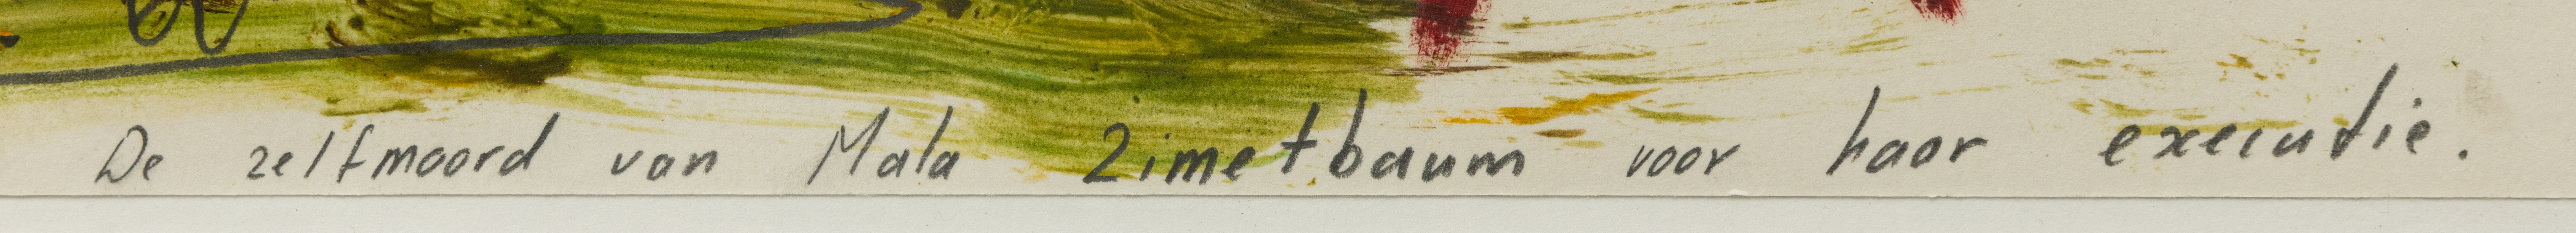 De zelfmoord van Mala Zimetbaum voor haar executie.